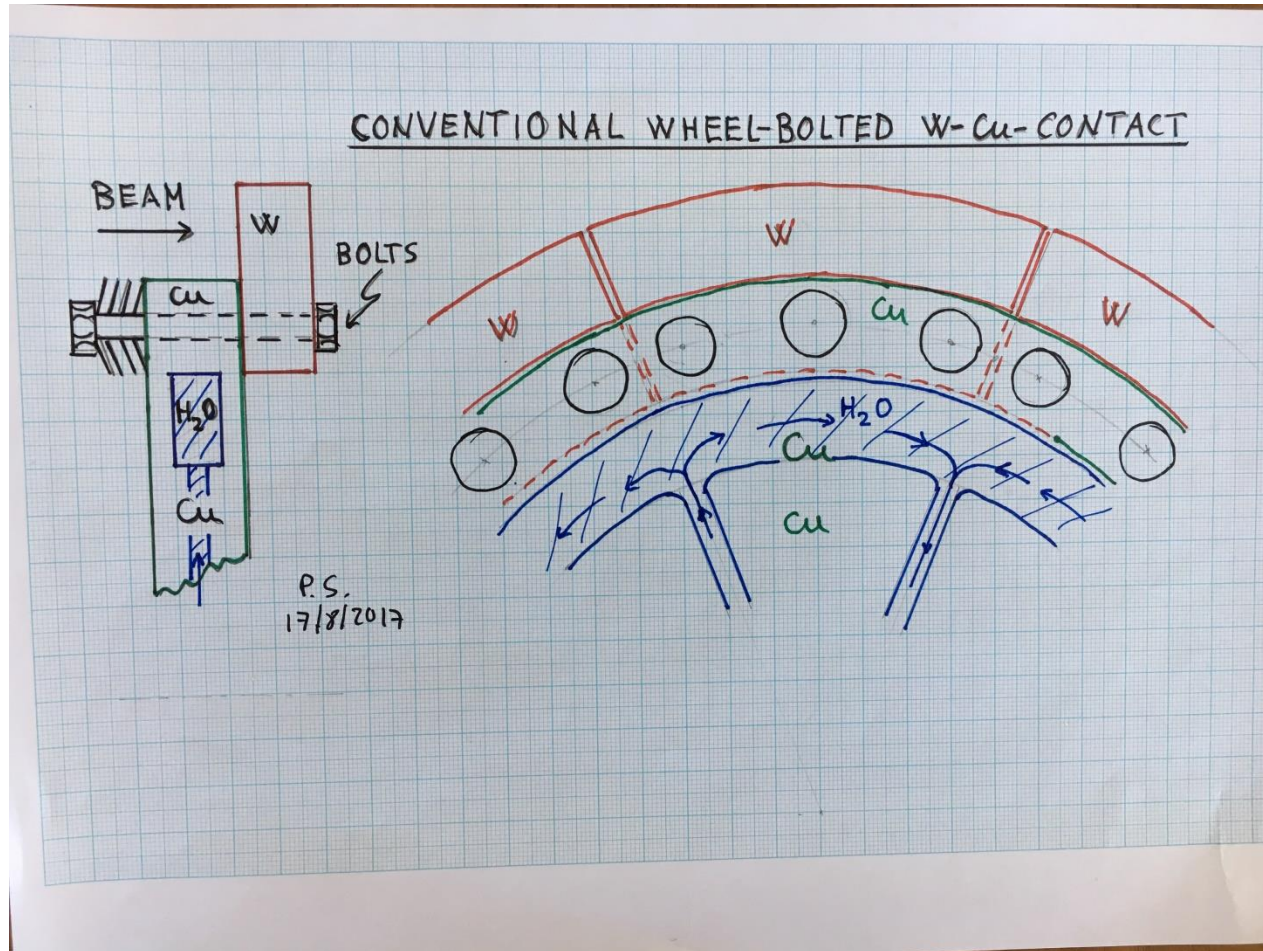 CONVENTIONAL WHEEL-BOLTED W-Cu-CONTACT
BEAM
W
BOLTS
Cu
H₂O
Cu
P.S.
17/8/2017
W
W
W
Cu
H₂O
Cu
Cu